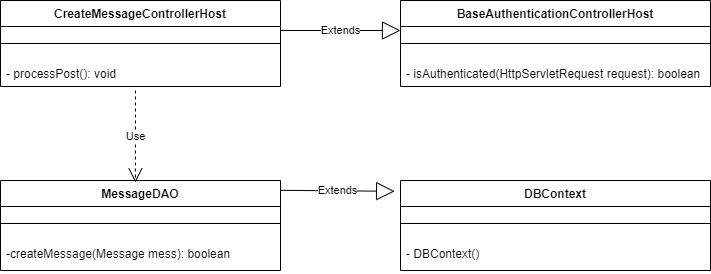 CreateMessageControllerHost
Extends
BaseAuthenticationControllerHost
- processPost(): void
- isAuthenticated(HttpServletRequest request): boolean
Use
MessageDAO
Extends
DBContext
-createMessage(Message mess): boolean
- DBContext()